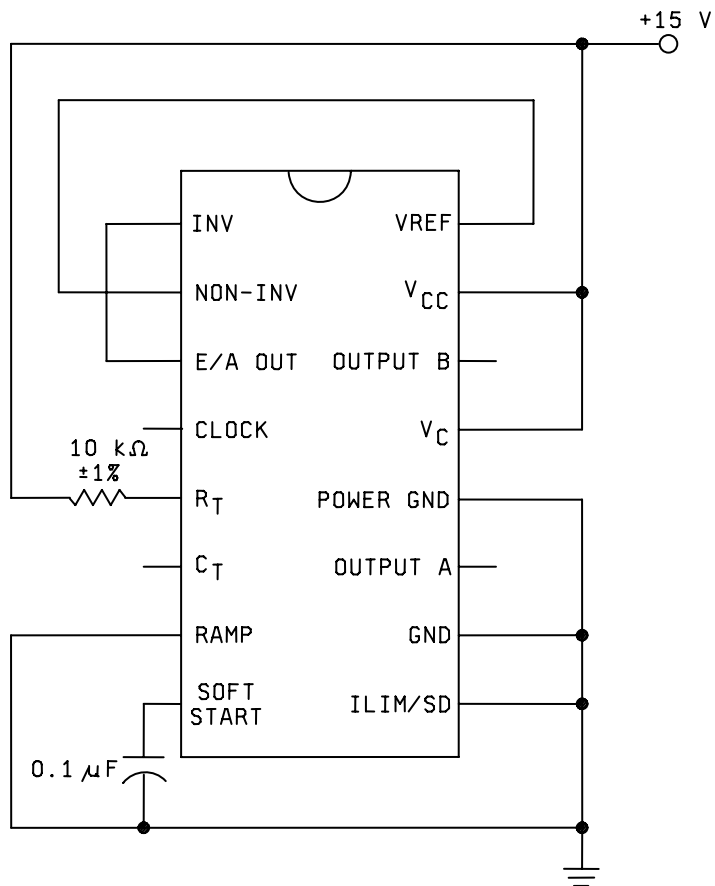 +15 V
INV
VREF
NON-INV
VCC
E/A OUT
OUTPUT B
CLOCK
VC
10 kΩ
±1%
RT
POWER GND
CT
OUTPUT A
RAMP
GND
SOFT
START
ILIM/SD
0.1 μF